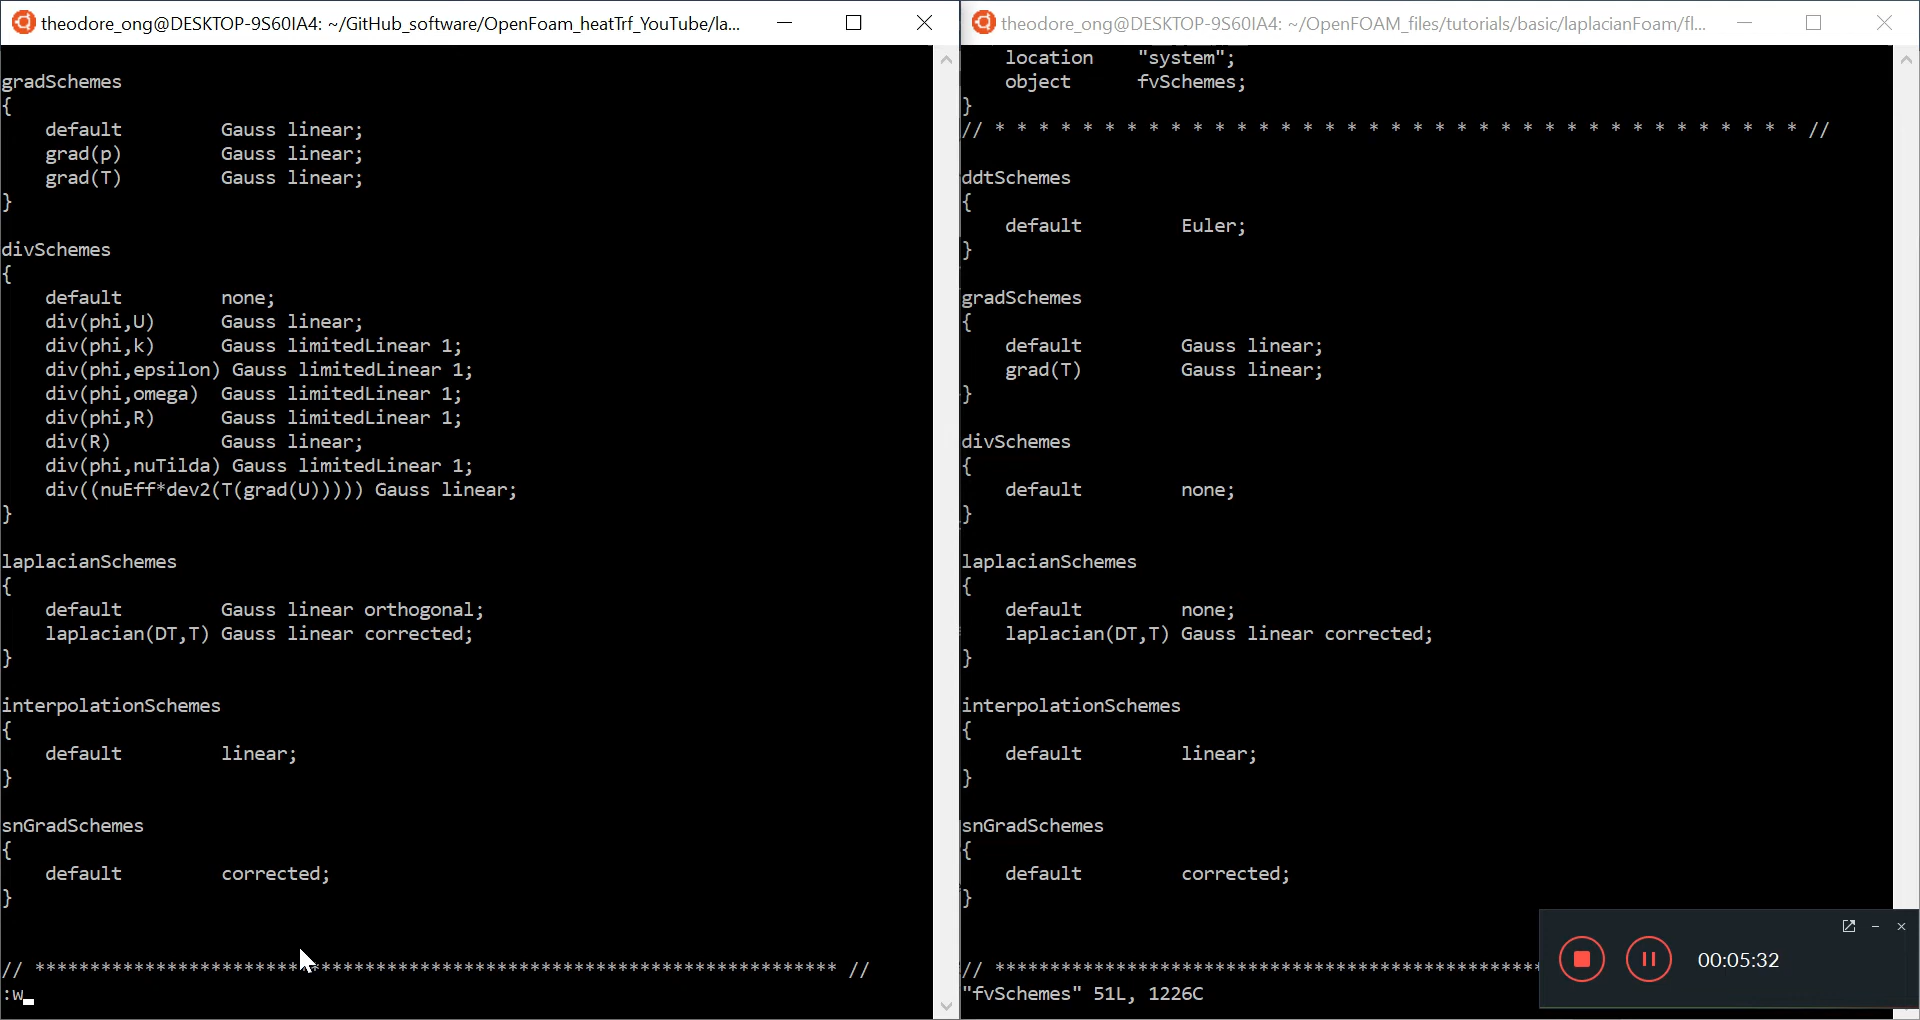 theodore_ong@DESKTOP-9S60IA4: ~/GitHub_software/OpenFoam_heatTrf_YouTube/la...
gradSchemes
{
    default         Gauss linear;
    grad(p)         Gauss linear;
    grad(T)         Gauss linear;
}
divSchemes
{
    default         none;
    div(phi,U)      Gauss linear;
    div(phi,k)      Gauss limitedLinear 1;
    div(phi,epsilon) Gauss limitedLinear 1;
    div(phi,omega)  Gauss limitedLinear 1;
    div(phi,R)      Gauss limitedLinear 1;
    div(R)          Gauss linear;
    div(phi,nuTilda) Gauss limitedLinear 1;
    div((nuEff*dev2(T(grad(U))))) Gauss linear;
}
laplacianSchemes
{
    default         Gauss linear orthogonal;
    laplacian(DT,T) Gauss linear corrected;
}
interpolationSchemes
{
    default         linear;
}
snGradSchemes
{
    default         corrected;
}
// ************************************************************************* //
:w
theodore_ong@DESKTOP-9S60IA4: ~/OpenFOAM_files/tutorials/basic/laplacianFoam/fl...
    location    "system";
    object      fvSchemes;
}
// * * * * * * * * * * * * * * * * * * * * * * * * * * * * * * * * * * * * * //
ddtSchemes
{
    default         Euler;
}
gradSchemes
{
    default         Gauss linear;
    grad(T)         Gauss linear;
}
divSchemes
{
    default         none;
}
laplacianSchemes
{
    default         none;
    laplacian(DT,T) Gauss linear corrected;
}
interpolationSchemes
{
    default         linear;
}
snGradSchemes
{
    default         corrected;
}
// **************************************************
"fvSchemes" 51L, 1226C
00:05:32